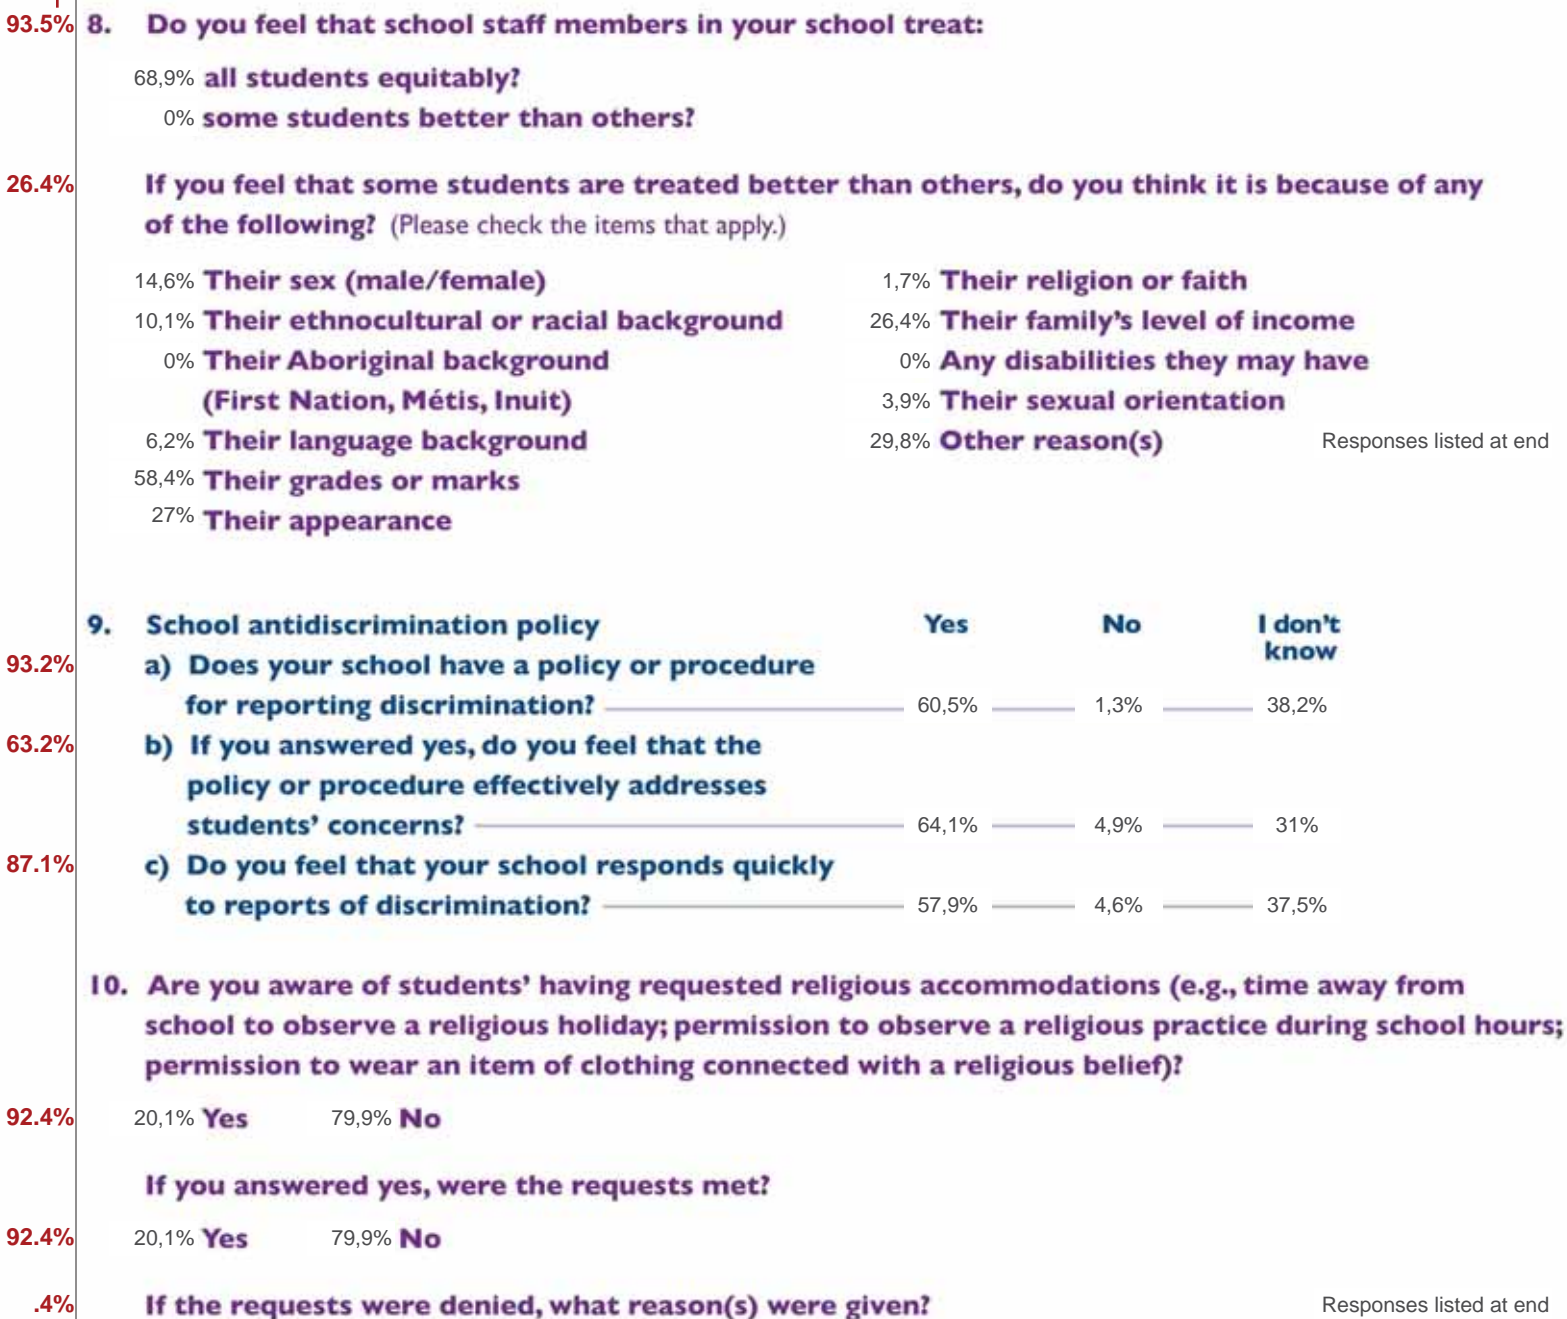 93.5% 8. Do you feel that school staff members in your school treat:
68,9% all students equitably?
0% some students better than others?
26.4% If you feel that some students are treated better than others, do you think it is because of any
of the following? (Please check the items that apply.)
14,6% Their sex (male/female)
10,1% Their ethnocultural or racial background
0% Their Aboriginal background
(First Nation, Métis, Inuit)
6,2% Their language background
58,4% Their grades or marks
27% Their appearance
1,7% Their religion or faith
26,4% Their family's level of income
0% Any disabilities they may have
3,9% Their sexual orientation
29,8% Other reason(s) Responses listed at end
9. School antidiscrimination policy Yes No I don't
know
93.2% a) Does your school have a policy or procedure
for reporting discrimination? 60,5% 1,3% 38,2%
63.2% b) If you answered yes, do you feel that the
policy or procedure effectively addresses
students' concerns? 64,1% 4,9% 31%
87.1% c) Do you feel that your school responds quickly
to reports of discrimination? 57,9% 4,6% 37,5%
10. Are you aware of students' having requested religious accommodations (e.g., time away from
school to observe a religious holiday; permission to observe a religious practice during school hours;
permission to wear an item of clothing connected with a religious belief)?
92.4% 20,1% Yes 79,9% No
If you answered yes, were the requests met?
92.4% 20,1% Yes 79,9% No
.4% If the requests were denied, what reason(s) were given? Responses listed at end